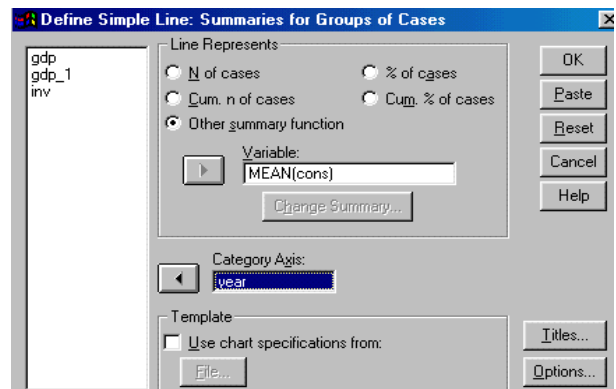 Define Simple Line: Summaries for Groups of Cases
gdp
gdp_1
inv
Line Represents
N of cases
% of cases
Cum. n of cases
Cum. % of cases
Other summary function
Variable:
MEAN(cons)
Change Summary...
Category Axis:
year
Template
Use chart specifications from:
File...
OK
Paste
Reset
Cancel
Help
Titles...
Options...